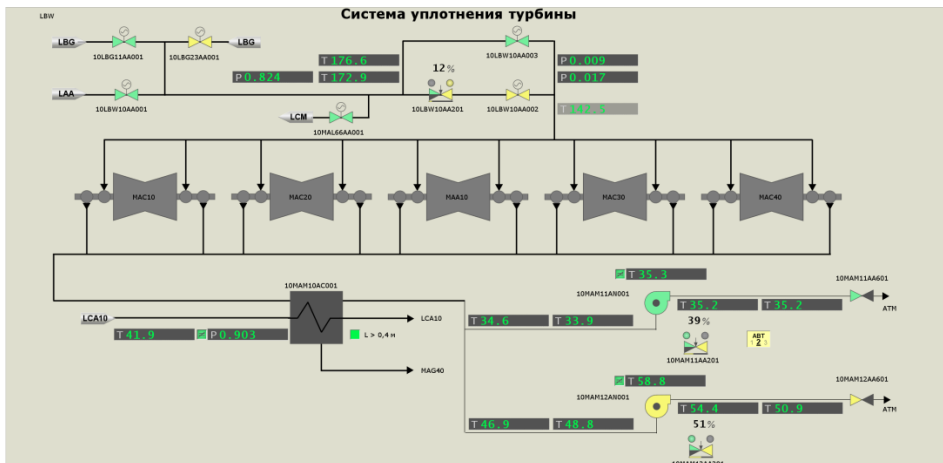 LBW
Система уплотнения турбины
LBG
LBG
10LBG11AA001
10LBG23AA001
10LBW10AA003
T 176.6
P 0.009
12 %
P 0.824
T 172.9
P 0.017
LAA
10LBW10AA001
10LBW10AA201
10LBW10AA002
LCM
10MAL66AA001
MAC10
MAC20
MAA10
MAC30
MAC40
T 35.3
10MAM11AA601
10MAM10AC001
10MAM11AN001
T 35.2
T 35.2
ATM
LCA10
LCA10
T 34.6
T 33.9
39 %
T 41.9
P 0.903
L > 0,4 м
АВТ
1 2 3
10MAM11AA201
MAG40
T 58.8
10MAM12AA601
10MAM12AN001
T 54.4
T 50.9
ATM
T 46.9
T 48.8
51 %